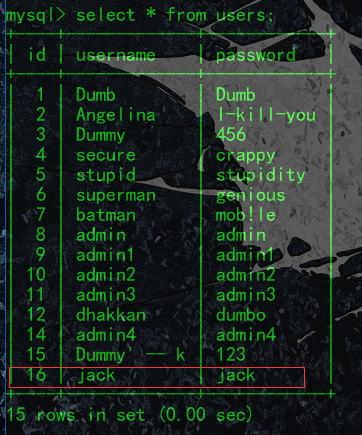 mysql> select * from users;
+----+-----------+------------+
| id | username | password |
+----+-----------+------------+
| 1 | Dumb | Dumb |
| 2 | Angelina | I-kill-you |
| 3 | Dummy | 456 |
| 4 | secure | crappy |
| 5 | stupid | stupidity |
| 6 | superman | genious |
| 7 | batman | mob!le |
| 8 | admin | admin |
| 9 | admin1 | admin1 |
| 10 | admin2 | admin2 |
| 11 | admin3 | admin3 |
| 12 | dhakkan | dumbo |
| 14 | admin4 | admin4 |
| 15 | Dummy' -- k | 123 |
| 16 | jack | jack |
+----+-----------+------------+
15 rows in set (0.00 sec)